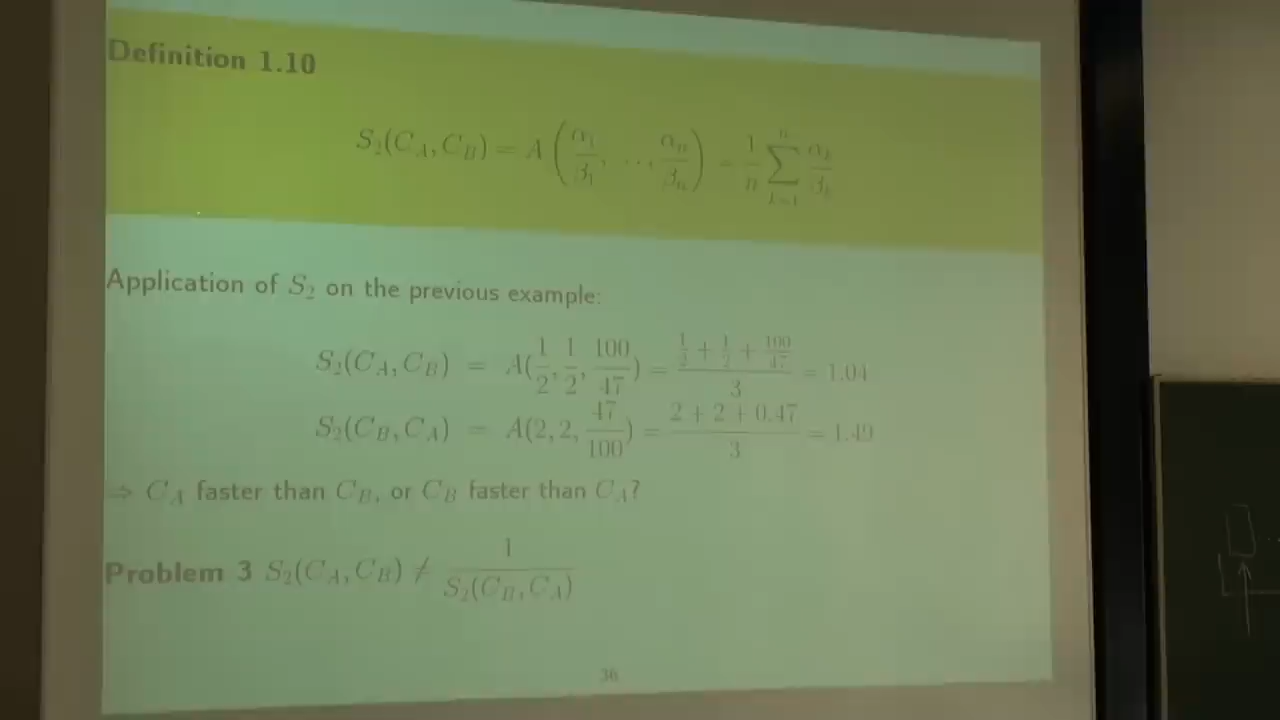 Definition 1.10
S₂(C_A, C_B) = A(α₁/β₁, ..., αₙ/βₙ) = 1/n ∑ₖ₌₁ⁿ αₖ/βₖ
Application of S₂ on the previous example:
S₂(C_A, C_B) = A(1/2, 1/2, 100/47) = (1/2 + 1/2 + 100/47)/3 = 1.04
S₂(C_B, C_A) = A(2, 2, 47/100) = (2 + 2 + 0.47)/3 = 1.49
⇒ C_A faster than C_B, or C_B faster than C_A?
Problem 3 S₂(C_A, C_B) ≠ 1/S₂(C_B, C_A)
36